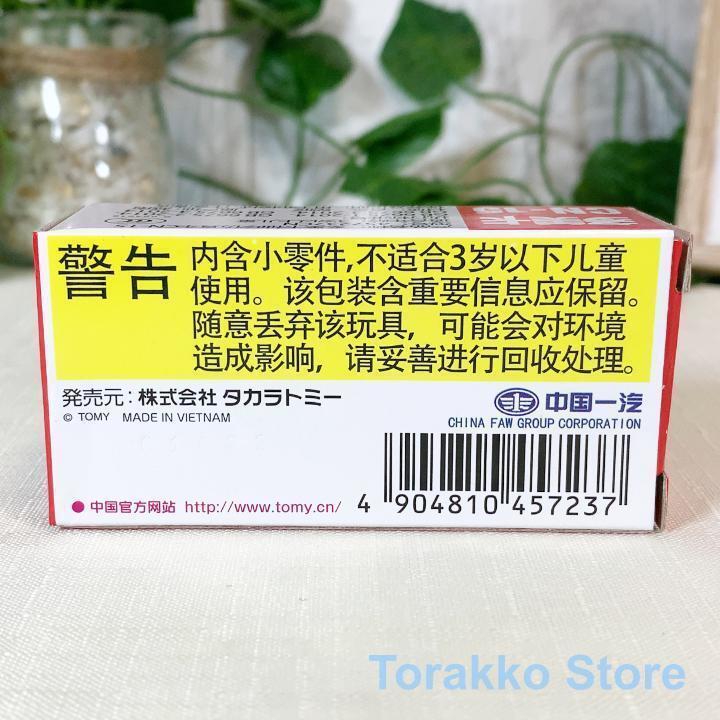 警告
内含小零件,不适合3岁以下儿童
使用。该包装含重要信息应保留。
随意丢弃该玩具，可能会对环境
造成影响，请妥善进行回收处理。
発売元：株式会社 タカラトミー
© TOMY MADE IN VIETNAM
中国一汽
CHINA FAW GROUP CORPORATION
● 中国官方网站 http://www.tomy.cn/
4 904810 457237
Torakko Store